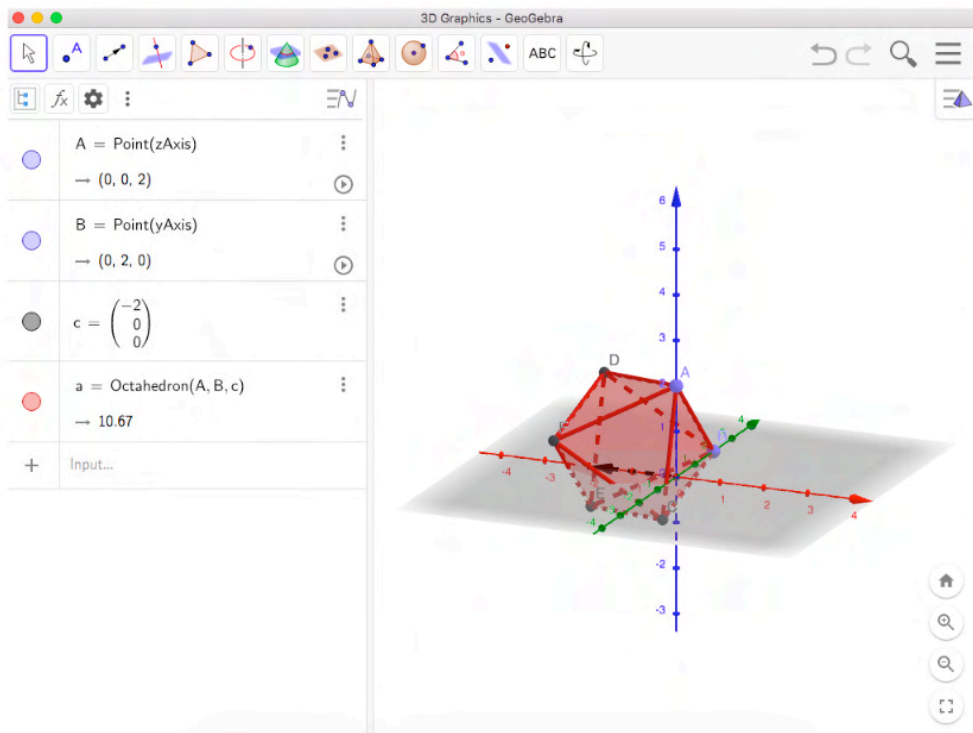 3D Graphics - GeoGebra
A
ABC
fx
A = Point(zAxis)
→ (0, 0, 2)
B = Point(yAxis)
→ (0, 2, 0)
c = (−2
0
0)
a = Octahedron(A, B, c)
→ 10.67
+ Input...
6
5
4
3
D
A
4
1
-4
-3
E
1
2
3
4
-4
-2
-3